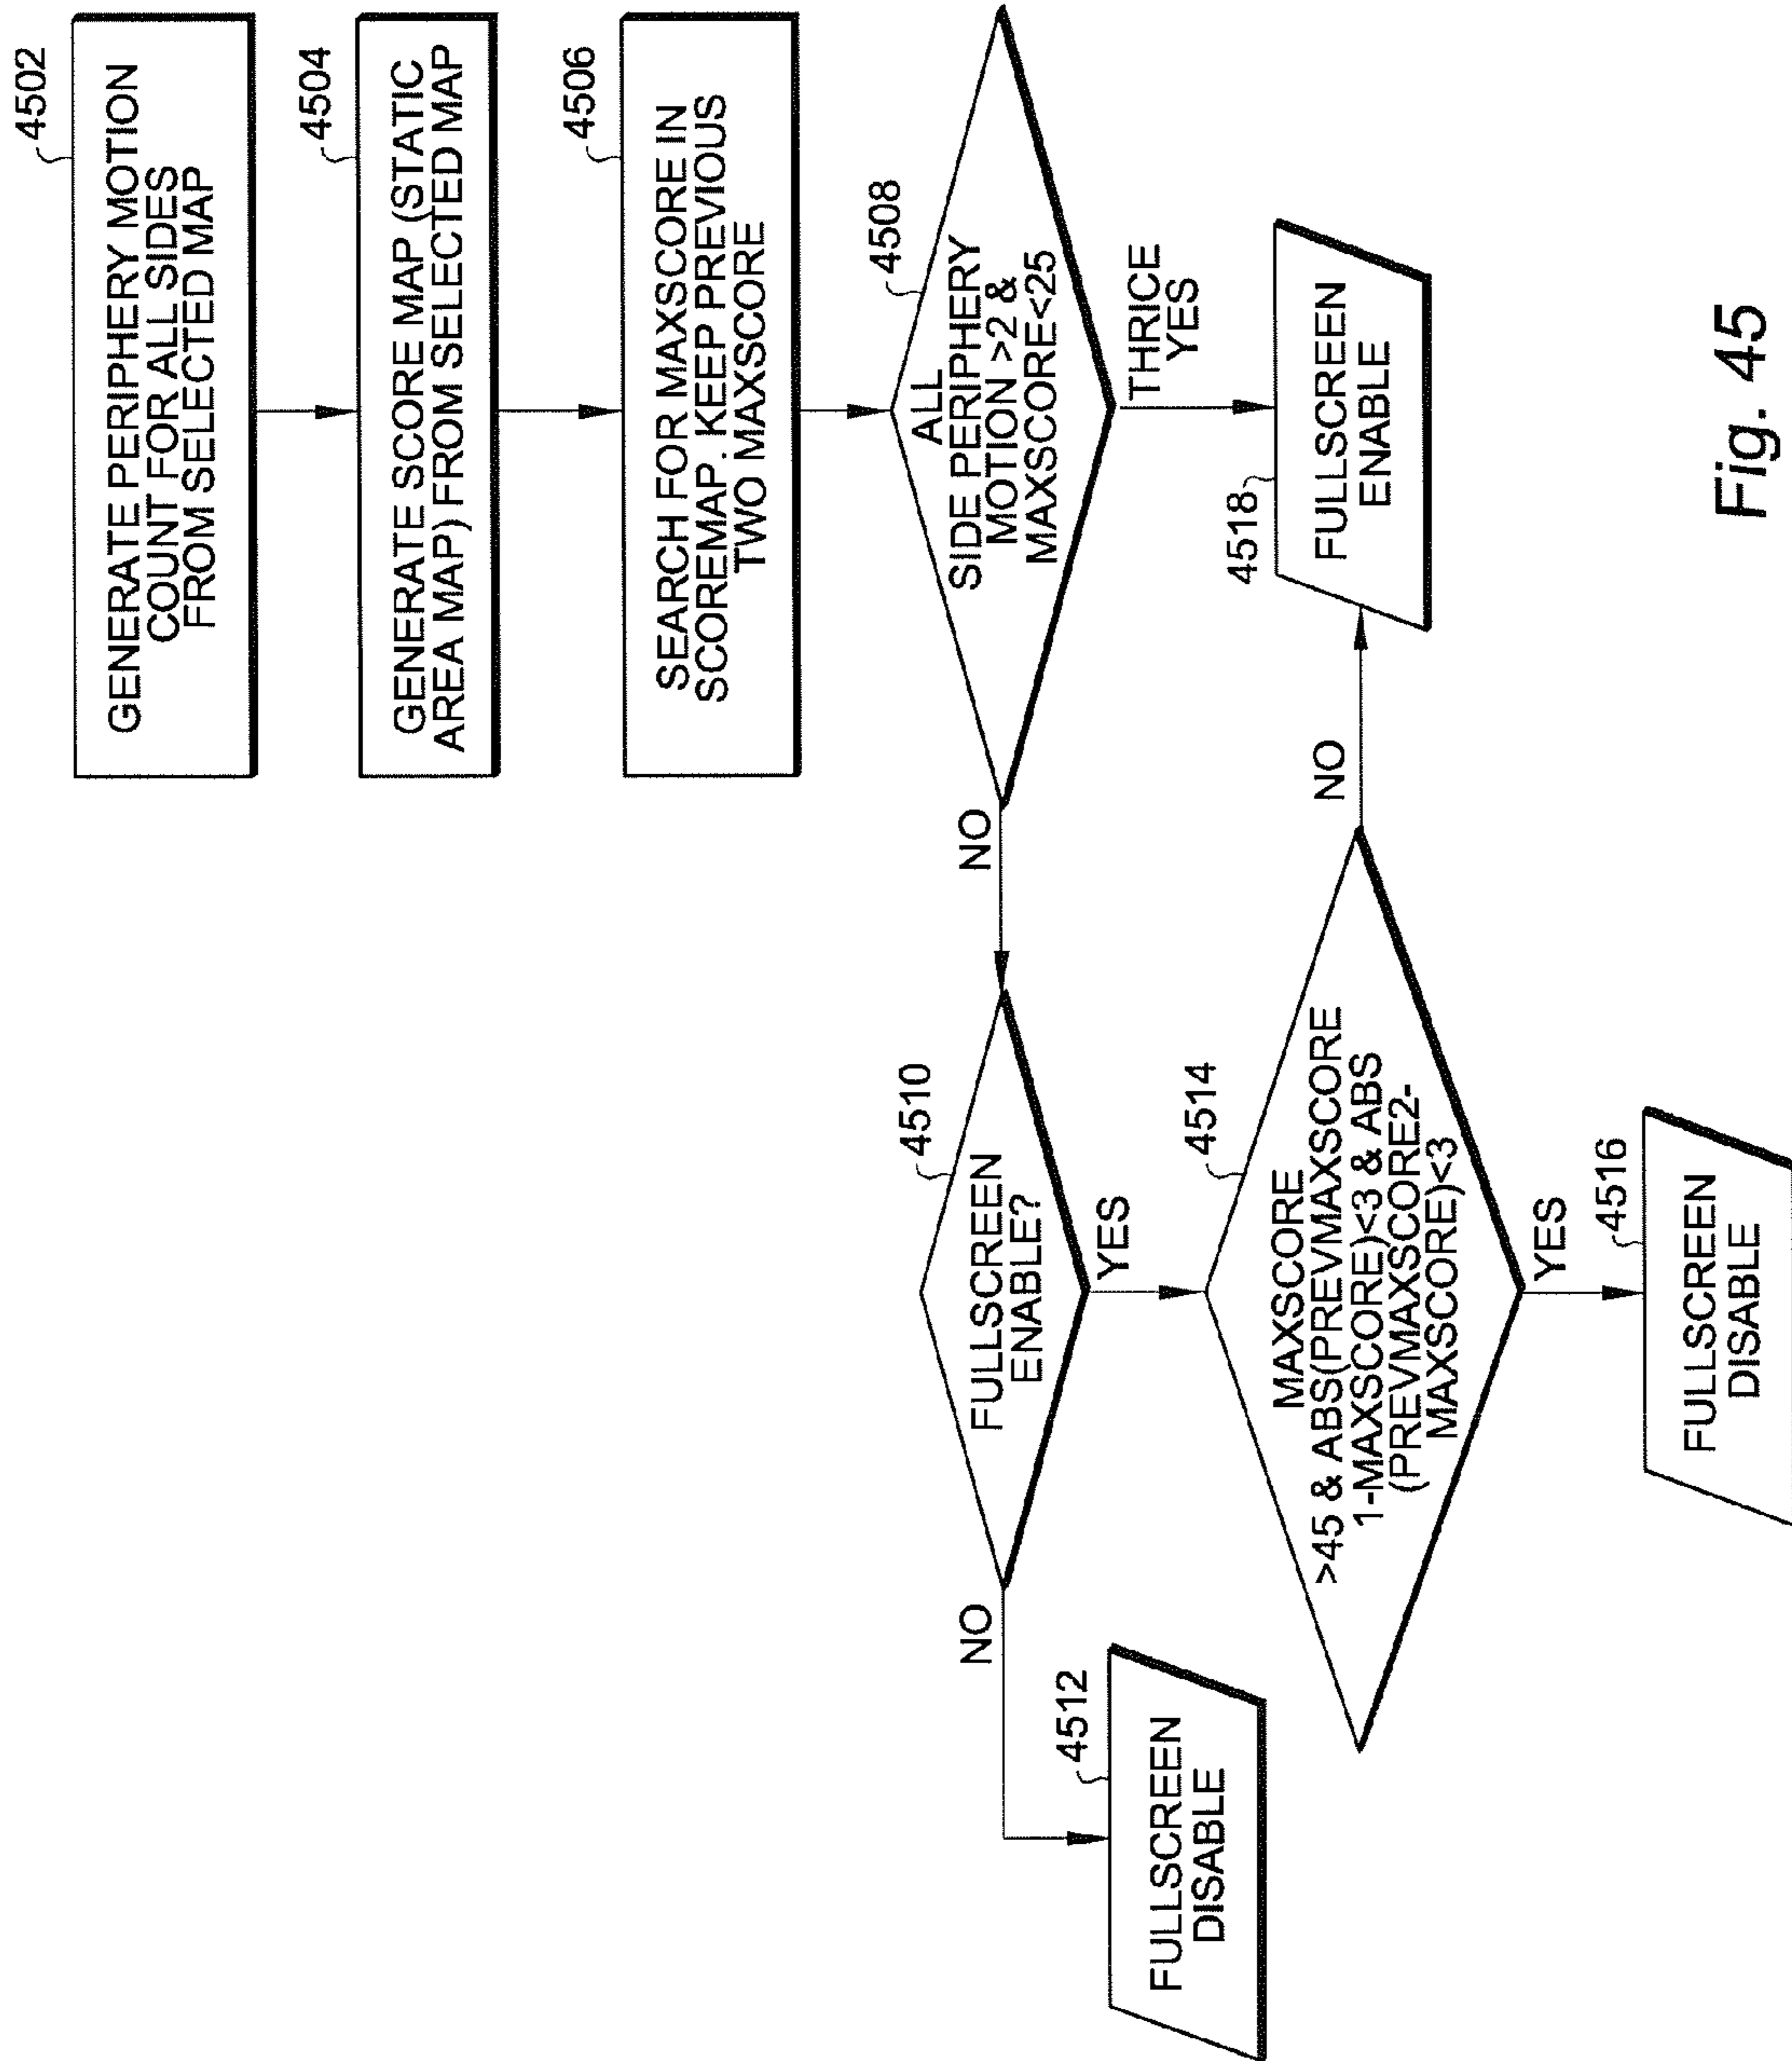 4502
GENERATE PERIPHERY MOTION
COUNT FOR ALL SIDES
FROM SELECTED MAP
4504
GENERATE SCORE MAP (STATIC
AREA MAP) FROM SELECTED MAP
4506
SEARCH FOR MAXSCORE IN
SCOREMAP. KEEP PREVIOUS
TWO MAXSCORE
4508
ALL
SIDE PERIPHERY
MOTION >2 &
MAXSCORE<25
NO
THRICE
YES
4510
FULLSCREEN
ENABLE?
NO
YES
4512
FULLSCREEN
DISABLE
4514
MAXSCORE
>45 & ABS(PREVMAXSCORE
1-MAXSCORE)<3 & ABS
(PREVMAXSCORE2-
MAXSCORE)<3
NO
YES
4518
FULLSCREEN
ENABLE
4516
FULLSCREEN
DISABLE
Fig. 45